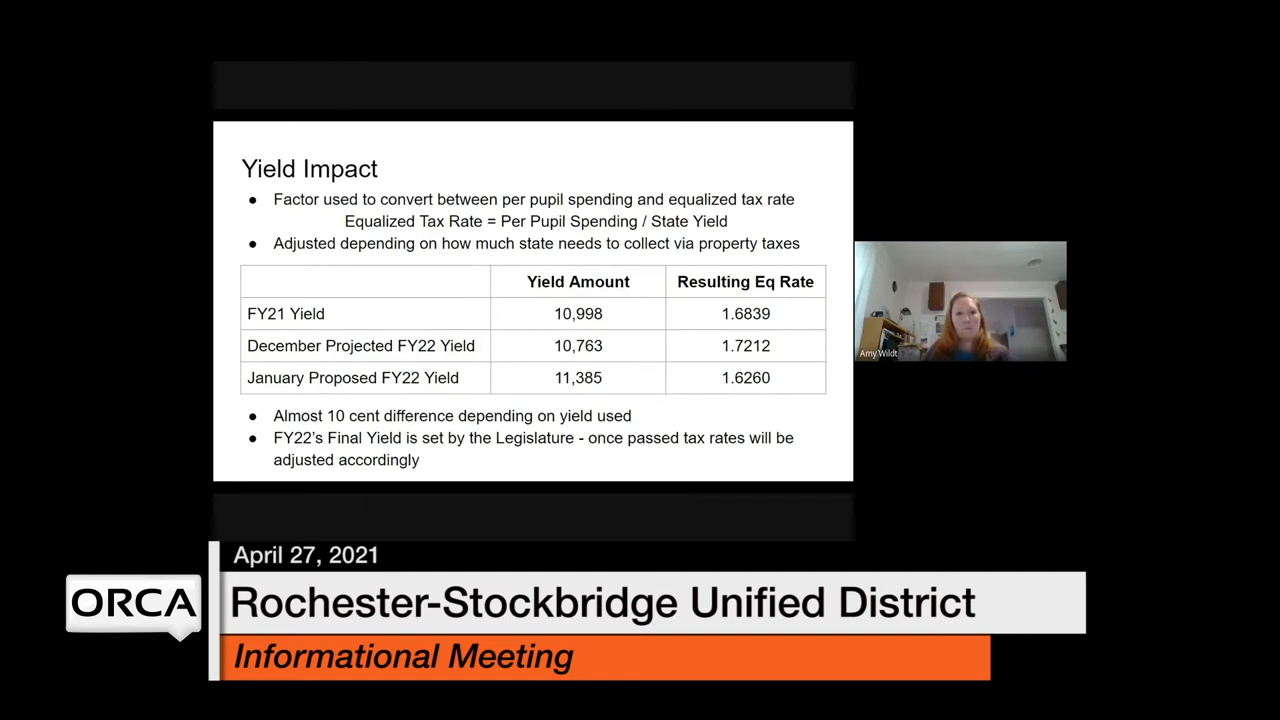 Yield Impact
● Factor used to convert between per pupil spending and equalized tax rate
Equalized Tax Rate = Per Pupil Spending / State Yield
● Adjusted depending on how much state needs to collect via property taxes
Yield Amount Resulting Eq Rate
FY21 Yield 10,998 1.6839
December Projected FY22 Yield 10,763 1.7212
January Proposed FY22 Yield 11,385 1.6260
● Almost 10 cent difference depending on yield used
● FY22's Final Yield is set by the Legislature - once passed tax rates will be
adjusted accordingly
Amy Wildt
April 27, 2021
ORCA
Rochester-Stockbridge Unified District
Informational Meeting